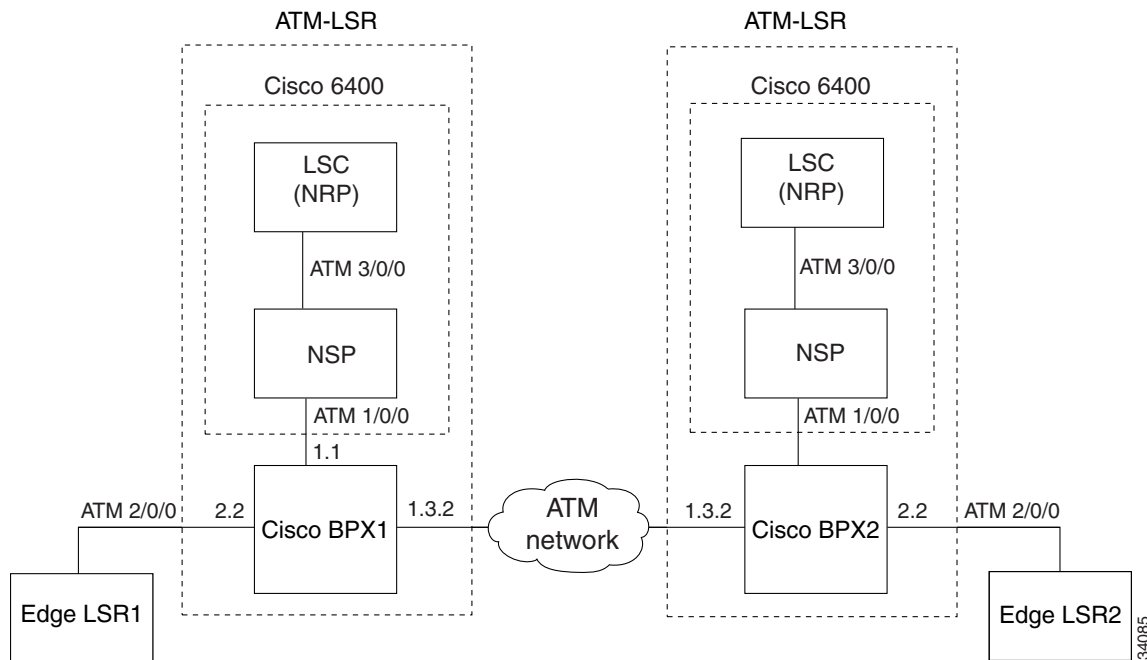 ATM-LSR
ATM-LSR
Cisco 6400
Cisco 6400
LSC
(NRP)
LSC
(NRP)
ATM 3/0/0
ATM 3/0/0
NSP
NSP
ATM 1/0/0
ATM 1/0/0
1.1
ATM 2/0/0
2.2
Cisco BPX1
1.3.2
ATM
network
1.3.2
Cisco BPX2
2.2
ATM 2/0/0
Edge LSR1
Edge LSR2
34085